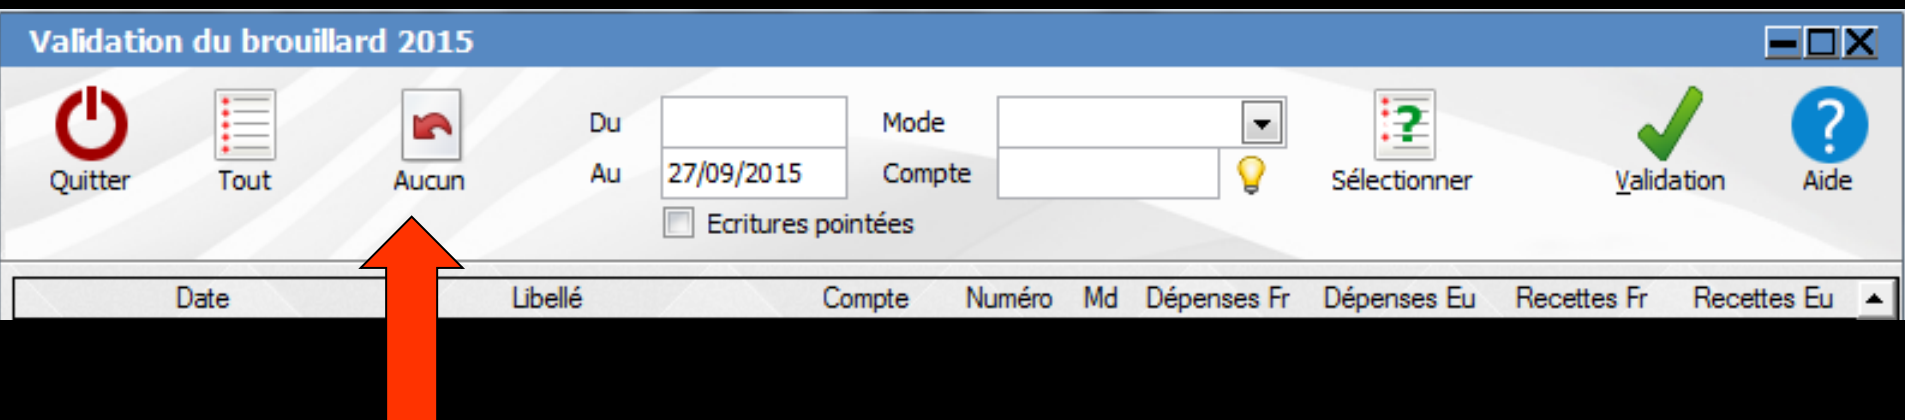 Validation du brouillard 2015
Quitter
Tout
Aucun
Du
Au 27/09/2015
Ecritures pointées
Mode
Compte
Sélectionner
Validation
Aide
Date Libellé Compte Numéro Md Dépenses Fr Dépenses Eu Recettes Fr Recettes Eu